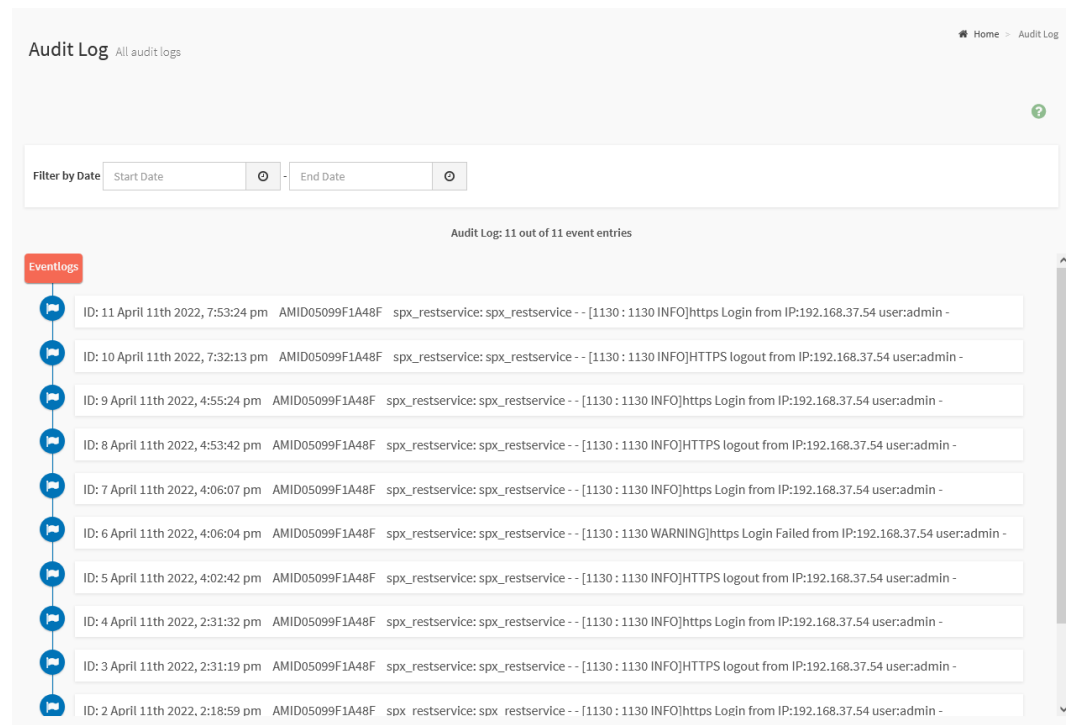 Audit Log All audit logs
Home > Audit Log
Filter by Date Start Date - End Date
Audit Log: 11 out of 11 event entries
Eventlogs
ID: 11 April 11th 2022, 7:53:24 pm AMID05099F1A48F spx_restservice: spx_restservice - - [1130 : 1130 INFO]https Login from IP:192.168.37.54 user:admin -
ID: 10 April 11th 2022, 7:32:13 pm AMID05099F1A48F spx_restservice: spx_restservice - - [1130 : 1130 INFO]HTTPS logout from IP:192.168.37.54 user:admin -
ID: 9 April 11th 2022, 4:55:24 pm AMID05099F1A48F spx_restservice: spx_restservice - - [1130 : 1130 INFO]https Login from IP:192.168.37.54 user:admin -
ID: 8 April 11th 2022, 4:53:42 pm AMID05099F1A48F spx_restservice: spx_restservice - - [1130 : 1130 INFO]HTTPS logout from IP:192.168.37.54 user:admin -
ID: 7 April 11th 2022, 4:06:07 pm AMID05099F1A48F spx_restservice: spx_restservice - - [1130 : 1130 INFO]https Login from IP:192.168.37.54 user:admin -
ID: 6 April 11th 2022, 4:06:04 pm AMID05099F1A48F spx_restservice: spx_restservice - - [1130 : 1130 WARNING]https Login Failed from IP:192.168.37.54 user:admin -
ID: 5 April 11th 2022, 4:02:42 pm AMID05099F1A48F spx_restservice: spx_restservice - - [1130 : 1130 INFO]HTTPS logout from IP:192.168.37.54 user:admin -
ID: 4 April 11th 2022, 2:31:32 pm AMID05099F1A48F spx_restservice: spx_restservice - - [1130 : 1130 INFO]https Login from IP:192.168.37.54 user:admin -
ID: 3 April 11th 2022, 2:31:19 pm AMID05099F1A48F spx_restservice: spx_restservice - - [1130 : 1130 INFO]HTTPS logout from IP:192.168.37.54 user:admin -
ID: 2 April 11th 2022, 2:18:59 pm AMID05099F1A48F spx_restservice: spx_restservice - - [1130 : 1130 INFO]https Login from IP:192.168.37.54 user:admin -